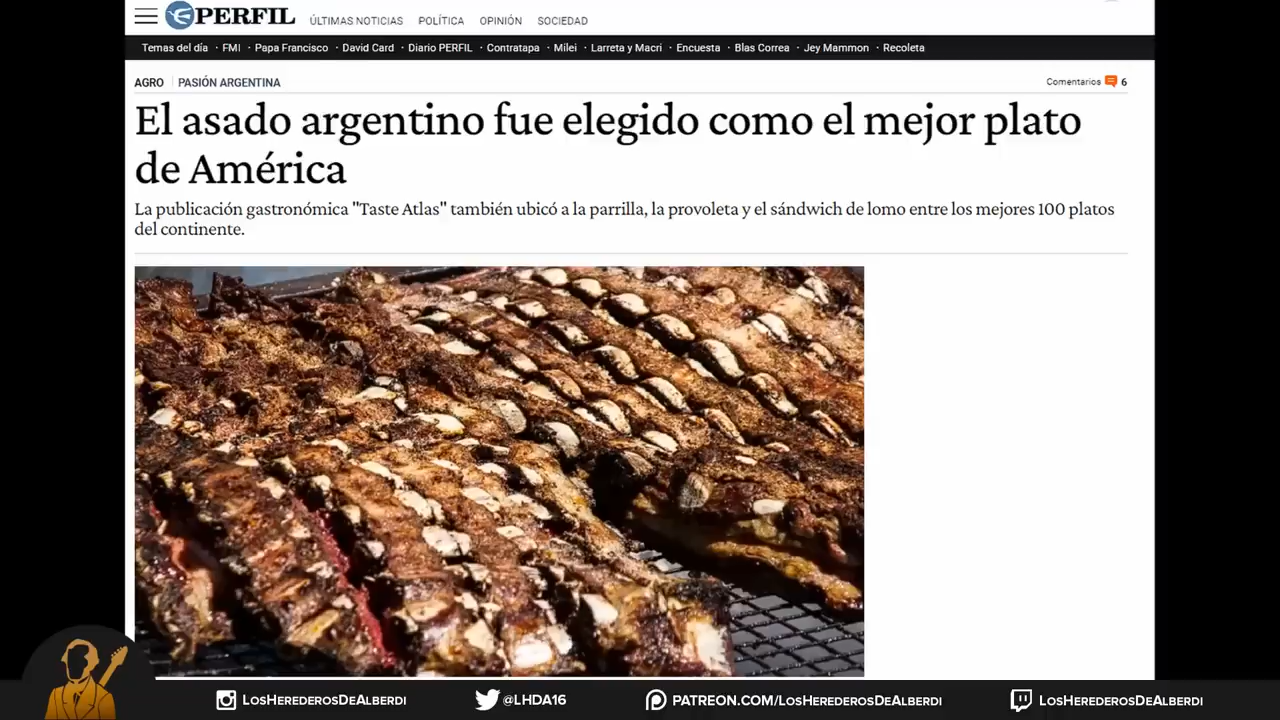 PERFIL
ÚLTIMAS NOTICIAS POLÍTICA OPINIÓN SOCIEDAD
Temas del día · FMI · Papa Francisco · David Card · Diario PERFIL · Contratapa · Milei · Larreta y Macri · Encuesta · Blas Correa · Jey Mammon · Recoleta
AGRO PASIÓN ARGENTINA Comentarios 6
El asado argentino fue elegido como el mejor plato
de América
La publicación gastronómica "Taste Atlas" también ubicó a la parrilla, la provoleta y el sándwich de lomo entre los mejores 100 platos
del continente.
LosHerederosDeAlberdi @LHDA16 PATREON.COM/LosHerederosDeAlberdi LosHerederosDeAlberdi